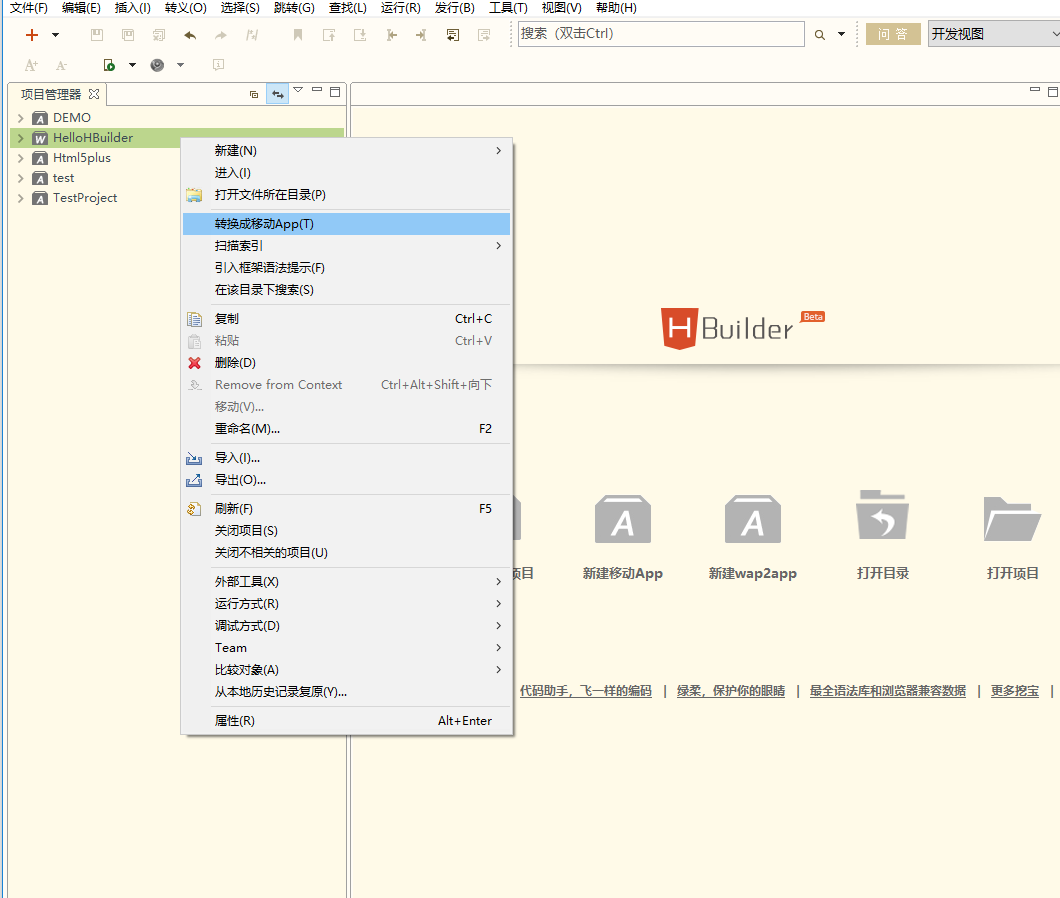 文件(F) 编辑(E) 插入(I) 转义(O) 选择(S) 跳转(G) 查找(L) 运行(R) 发行(B) 工具(T) 视图(V) 帮助(H)
搜索（双击Ctrl） 问 答 开发视图
A+ A-
项目管理器
A DEMO
W HelloHBuilder
A Html5plus
A test
A TestProject
新建(N)
进入(I)
打开文件所在目录(P)
转换成移动App(T)
扫描索引
引入框架语法提示(F)
在该目录下搜索(S)
复制 Ctrl+C
粘贴 Ctrl+V
删除(D)
Remove from Context Ctrl+Alt+Shift+向下
移动(V)...
重命名(M)... F2
导入(I)...
导出(O)...
刷新(F) F5
关闭项目(S)
关闭不相关的项目(U)
外部工具(X)
运行方式(R)
调试方式(D)
Team
比较对象(A)
从本地历史记录复原(Y)...
属性(R) Alt+Enter
H Builder Beta
A A
项目 新建移动App 新建wap2app 打开目录 打开项目
代码助手，飞一样的编码 | 绿柔，保护你的眼睛 | 最全语法库和浏览器兼容数据 | 更多挖宝 |